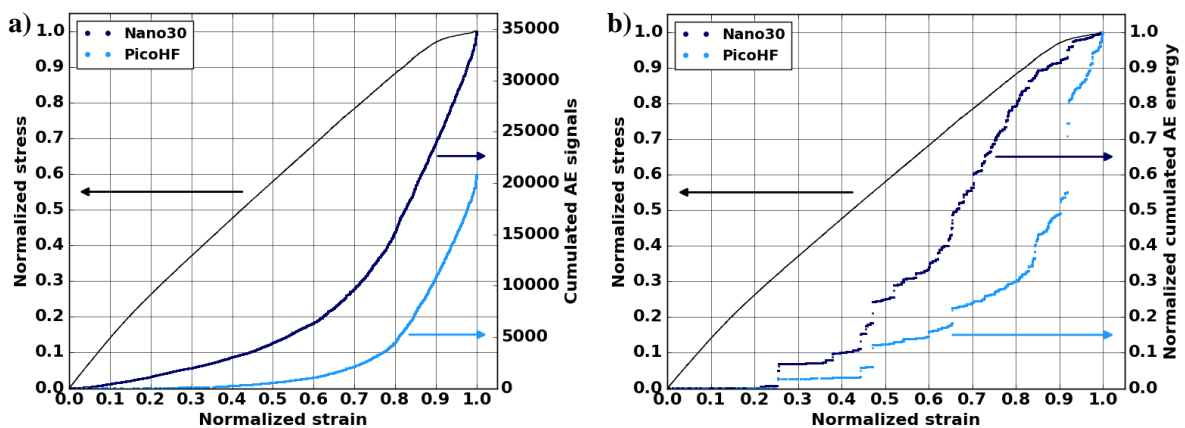 a)
Nano30
PicoHF
Normalized stress
1.0
0.9
0.8
0.7
0.6
0.5
0.4
0.3
0.2
0.1
0.0
0.0 0.1 0.2 0.3 0.4 0.5 0.6 0.7 0.8 0.9 1.0
Normalized strain
35000
30000
25000
20000
15000
10000
5000
0
Cumulated AE signals
b)
Nano30
PicoHF
Normalized stress
1.0
0.9
0.8
0.7
0.6
0.5
0.4
0.3
0.2
0.1
0.0
0.0 0.1 0.2 0.3 0.4 0.5 0.6 0.7 0.8 0.9 1.0
Normalized strain
1.0
0.9
0.8
0.7
0.6
0.5
0.4
0.3
0.2
0.1
0.0
Normalized cumulated AE energy